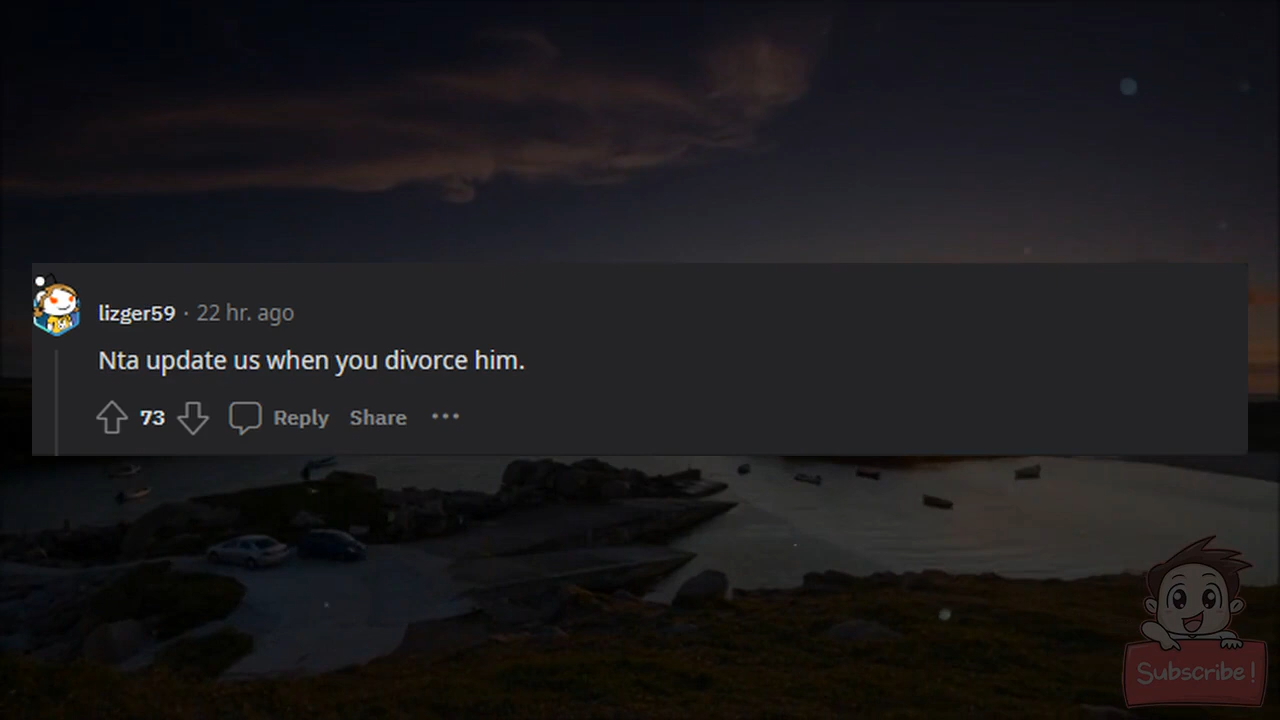 lizger59 · 22 hr. ago
Nta update us when you divorce him.
73 Reply Share •••
Subscribe!